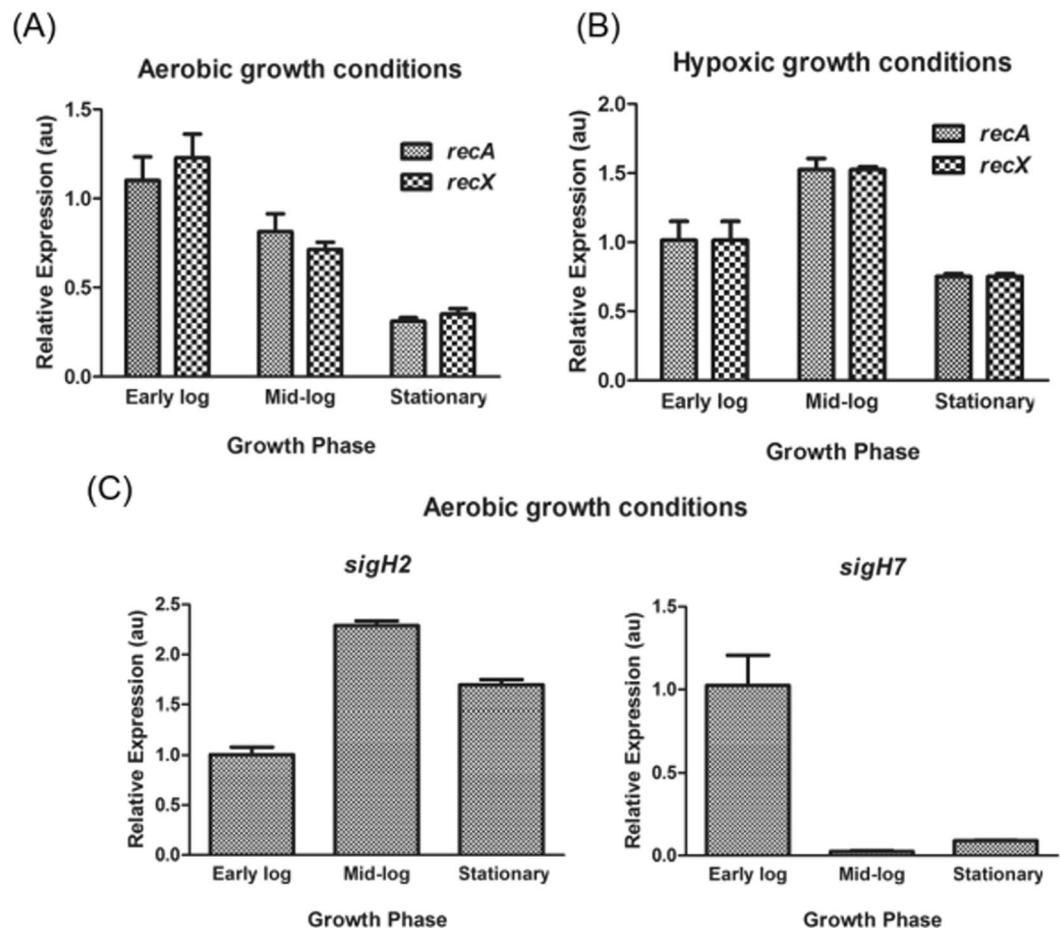 (A)
Aerobic growth conditions
Relative Expression (au)
1.5
1.0
0.5
0.0
recA
recX
Early log
Mid-log
Stationary
Growth Phase
(B)
Hypoxic growth conditions
Relative Expression (au)
2.0
1.5
1.0
0.5
0.0
recA
recX
Early log
Mid-log
Stationary
Growth Phase
(C)
Aerobic growth conditions
sigH2
Relative Expression (au)
2.5
2.0
1.5
1.0
0.5
0.0
Early log
Mid-log
Stationary
Growth Phase
sigH7
Relative Expression (au)
1.5
1.0
0.5
0.0
Early log
Mid-log
Stationary
Growth Phase